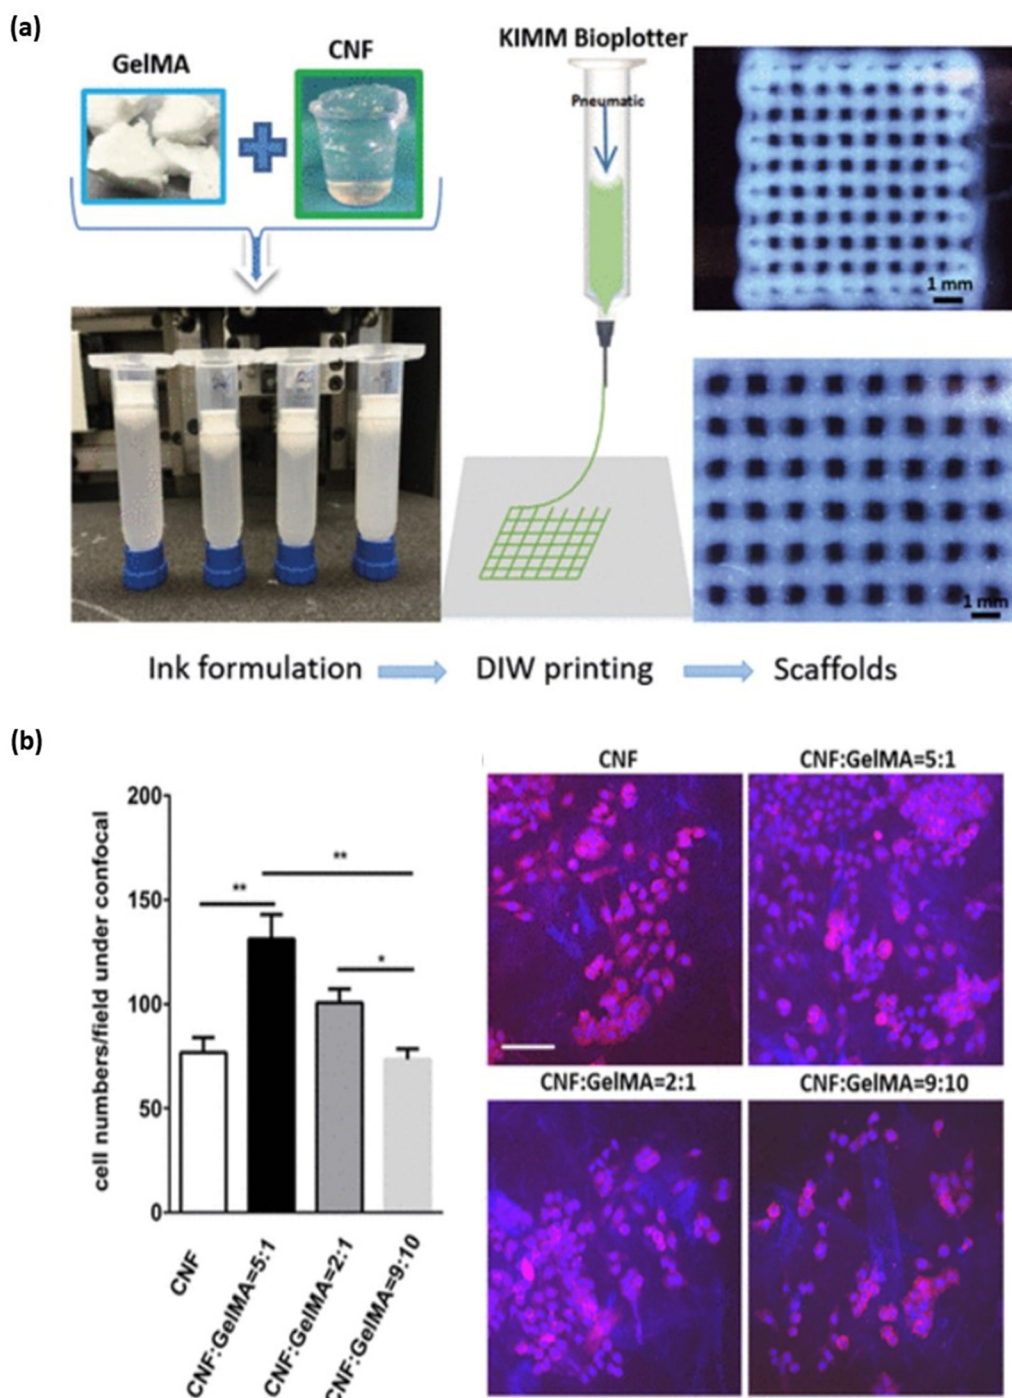 (a)
GelMA
CNF
KIMM Bioplotter
Pneumatic
1 mm
1 mm
Ink formulation
DIW printing
Scaffolds
(b)
200
150
100
50
0
cell numbers/field under confocal
**
**
*
CNF
CNF:GelMA=5:1
CNF:GelMA=2:1
CNF:GelMA=9:10
CNF
CNF:GelMA=5:1
CNF:GelMA=2:1
CNF:GelMA=9:10